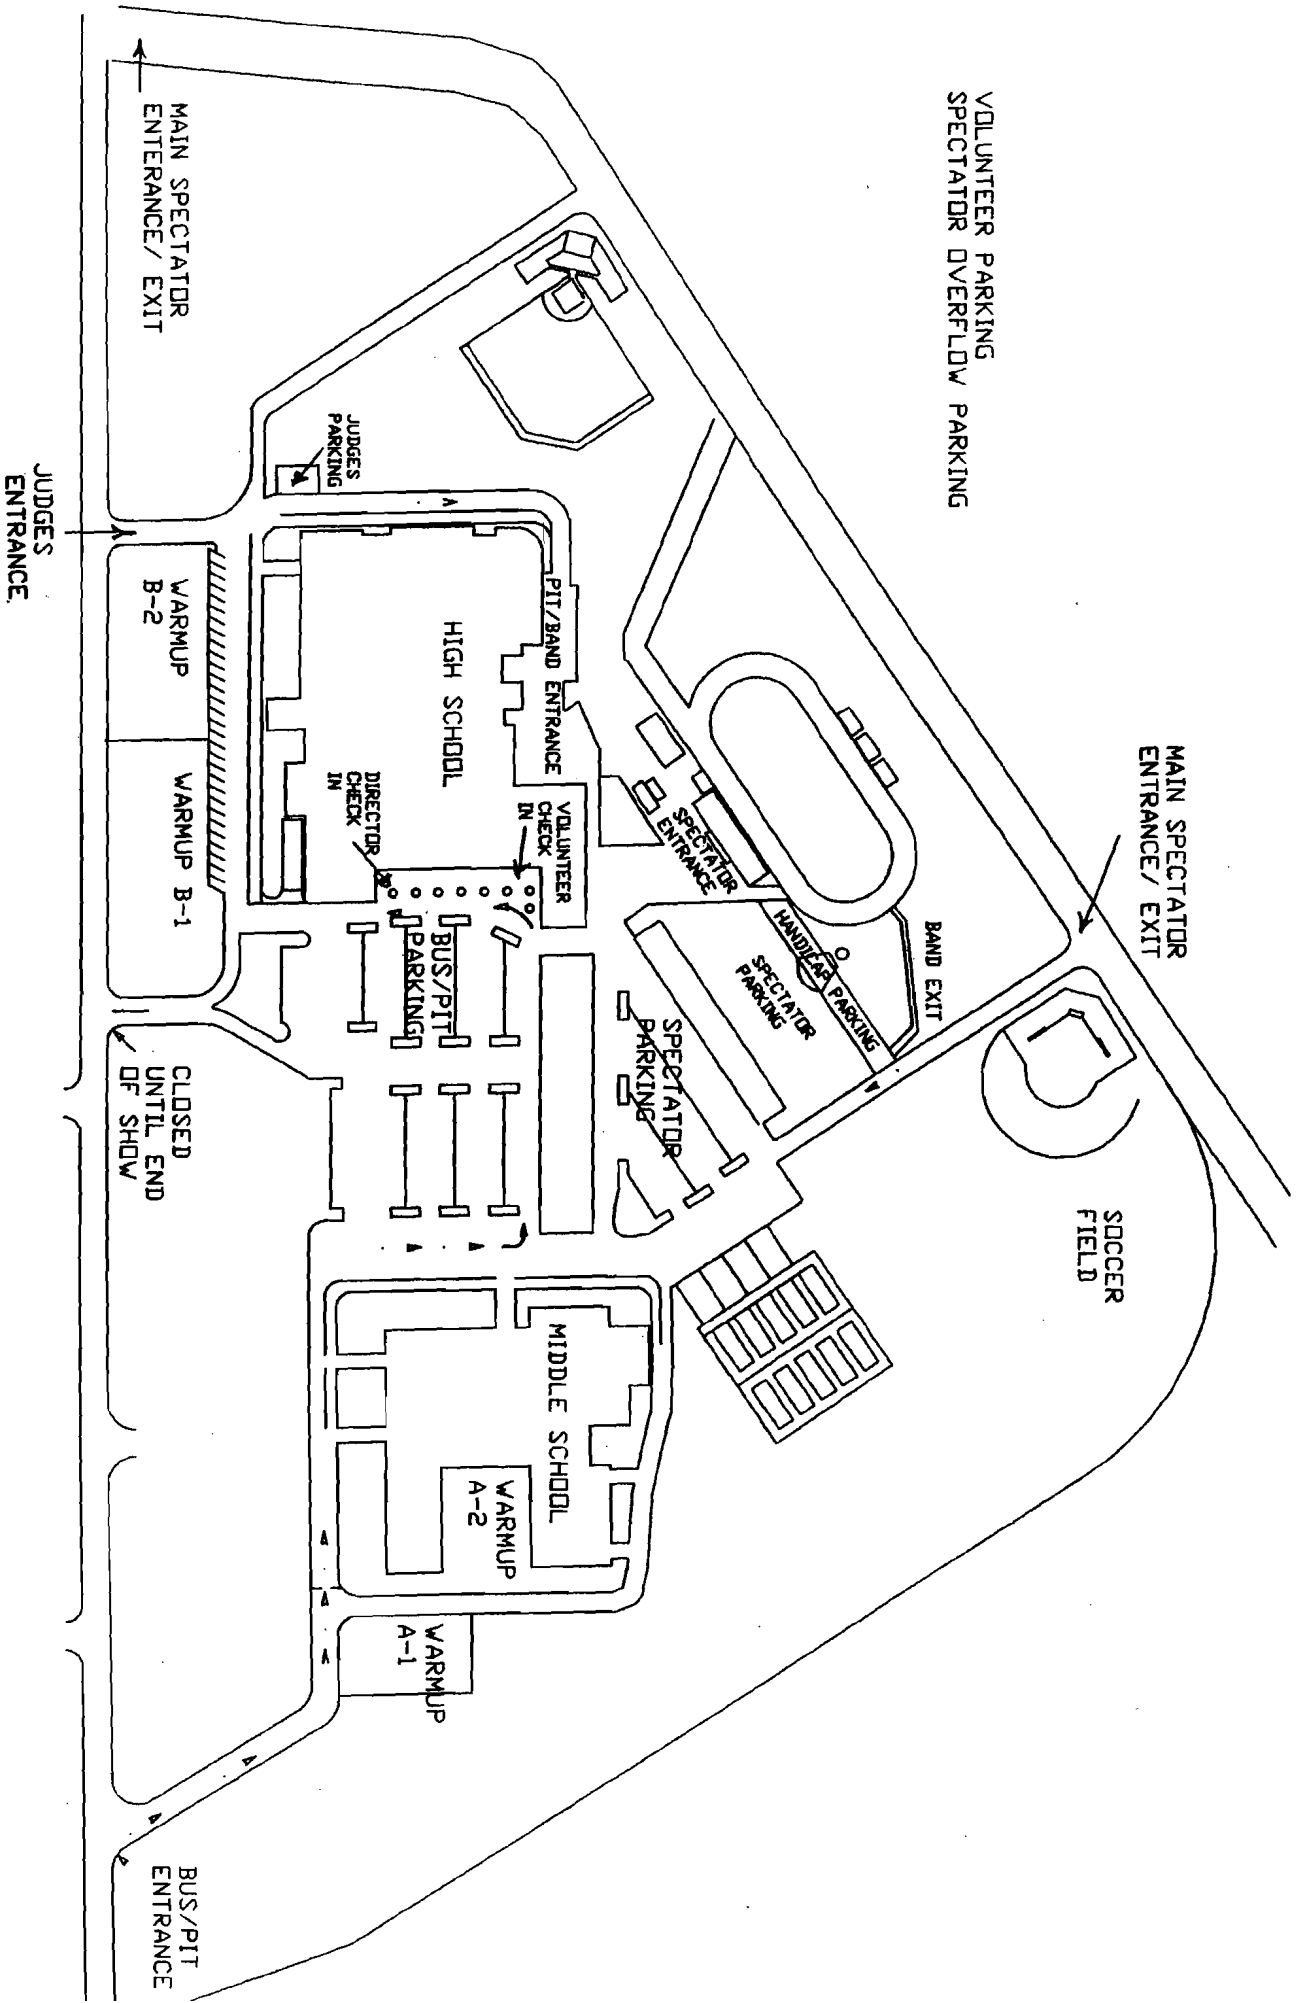 VOLUNTEER PARKING
SPECTATOR OVERFLOW PARKING
MAIN SPECTATOR
ENTRANCE/ EXIT
SOCCER
FIELD
BAND EXIT
HANDICAP PARKING
SPECTATOR
PARKING
SPECTATOR
ENTRANCE
SPECTATOR
PARKING
PIT/BAND ENTRANCE
VOLUNTEER
CHECK
IN
HIGH SCHOOL
DIRECTOR
CHECK
IN
BUS/PIT
PARKING
MIDDLE SCHOOL
WARMUP
A-2
WARMUP
A-1
JUDGES
PARKING
MAIN SPECTATOR
ENTERANCE/ EXIT
WARMUP
B-2
WARMUP B-1
CLOSED
UNTIL END
OF SHOW
BUS/PIT
ENTRANCE
JUDGES
ENTRANCE.